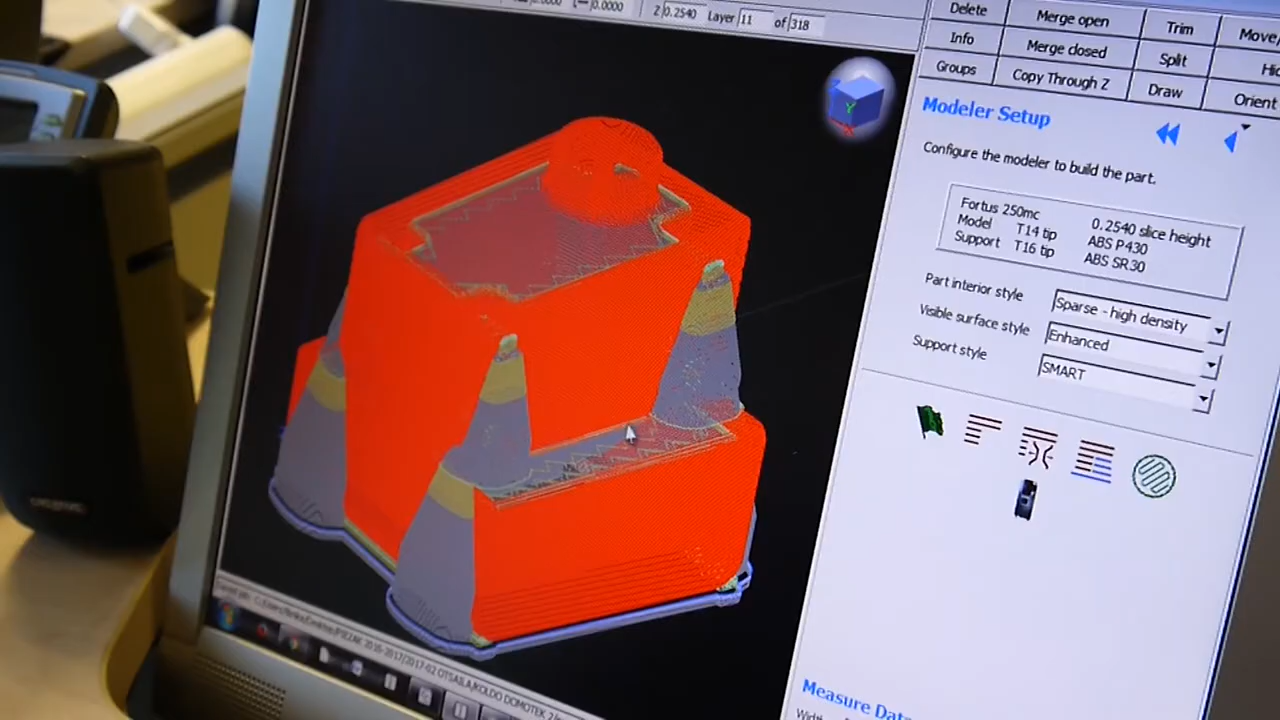 Z 0.2540 Layer 11 of 318
Delete Merge open Trim Move/
Info Merge closed Split
Groups Copy Through Z Draw Orient
Modeler Setup
Configure the modeler to build the part.
Fortus 250mc 0.2540 slice height
Model T14 tip ABS P430
Support T16 tip ABS SR30
Part interior style Sparse - high density
Visible surface style Enhanced
Support style SMART
Y
Measure Data